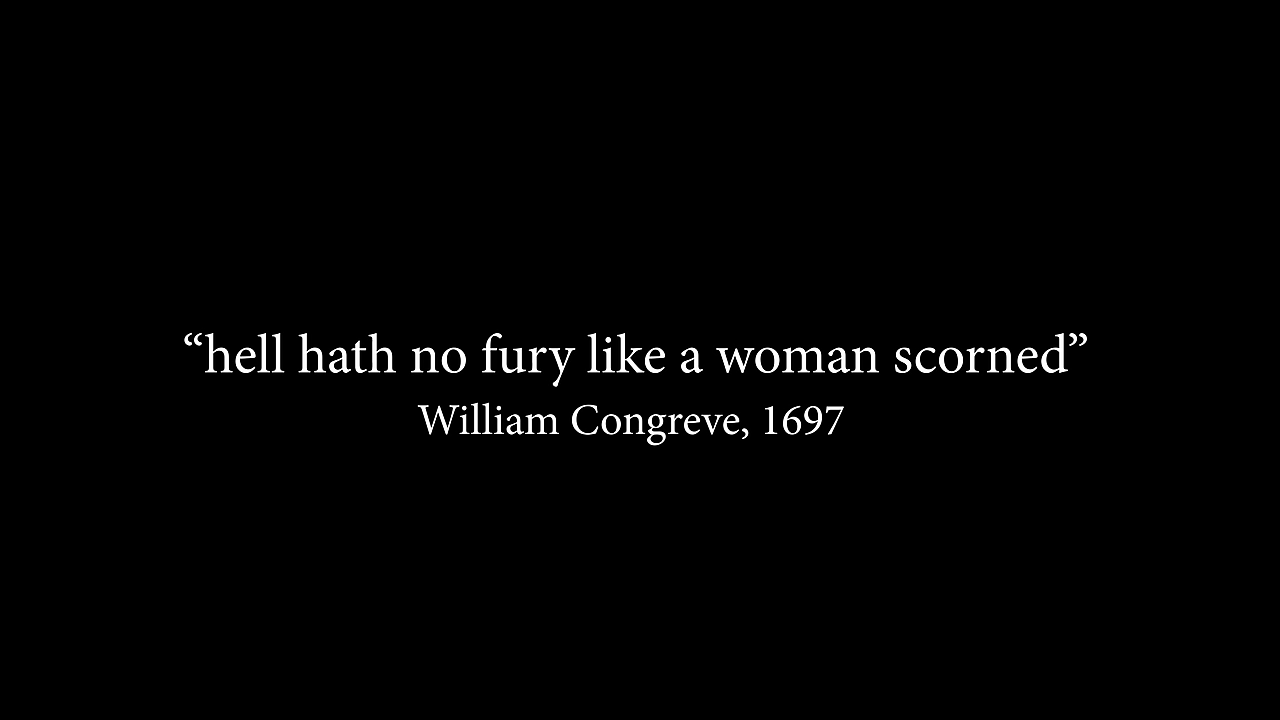 “hell hath no fury like a woman scorned”
William Congreve, 1697